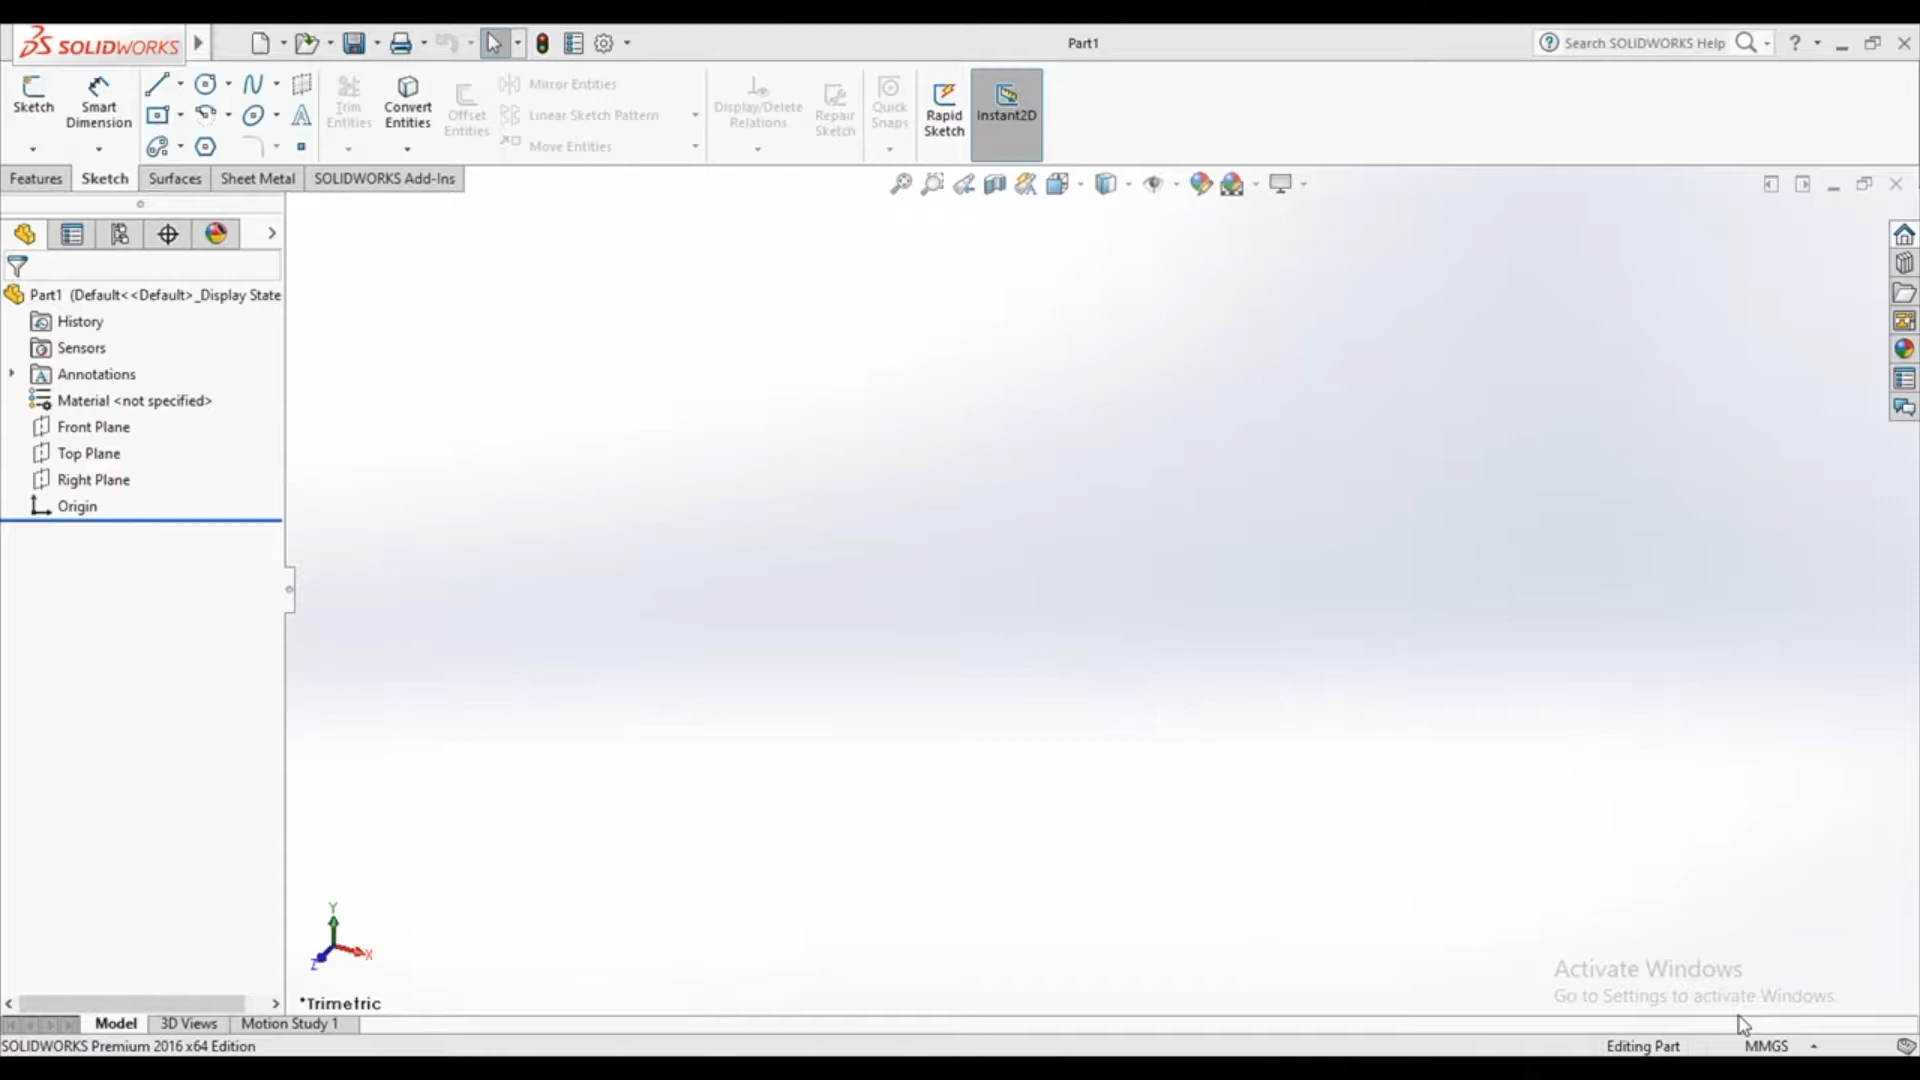 SOLIDWORKS
Part1
Search SOLIDWORKS Help
?
Sketch
Smart Dimension
Trim Entities
Convert Entities
Offset Entities
Mirror Entities
Linear Sketch Pattern
Move Entities
Display/Delete Relations
Repair Sketch
Quick Snaps
Rapid Sketch
Instant2D
Features
Sketch
Surfaces
Sheet Metal
SOLIDWORKS Add-Ins
Part1 (Default<<Default>_Display State
History
Sensors
Annotations
Material <not specified>
Front Plane
Top Plane
Right Plane
Origin
Y
X
Z
*Trimetric
Activate Windows
Go to Settings to activate Windows.
Model
3D Views
Motion Study 1
SOLIDWORKS Premium 2016 x64 Edition
Editing Part
MMGS